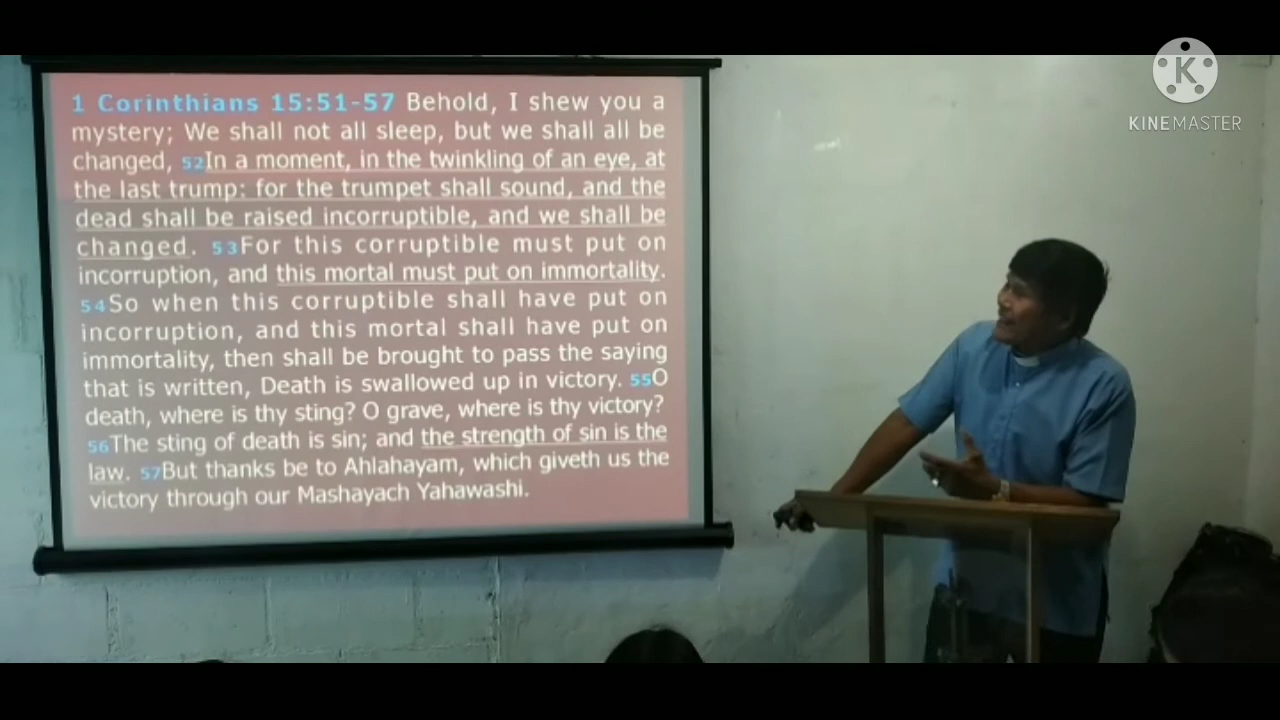 1 Corinthians 15:51-57 Behold, I shew you a
mystery; We shall not all sleep, but we shall all be
changed, 52In a moment, in the twinkling of an eye, at
the last trump: for the trumpet shall sound, and the
dead shall be raised incorruptible, and we shall be
changed. 53For this corruptible must put on
incorruption, and this mortal must put on immortality.
54So when this corruptible shall have put on
incorruption, and this mortal shall have put on
immortality, then shall be brought to pass the saying
that is written, Death is swallowed up in victory. 55O
death, where is thy sting? O grave, where is thy victory?
56The sting of death is sin; and the strength of sin is the
law. 57But thanks be to Ahlahayam, which giveth us the
victory through our Mashayach Yahawashi.
K
KINEMASTER